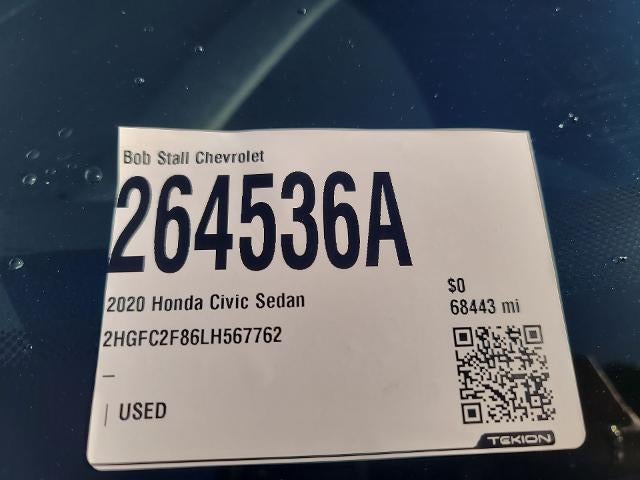 Bob Stall Chevrolet
264536A
2020 Honda Civic Sedan
$0
68443 mi
2HGFC2F86LH567762
–
| USED
TEKION